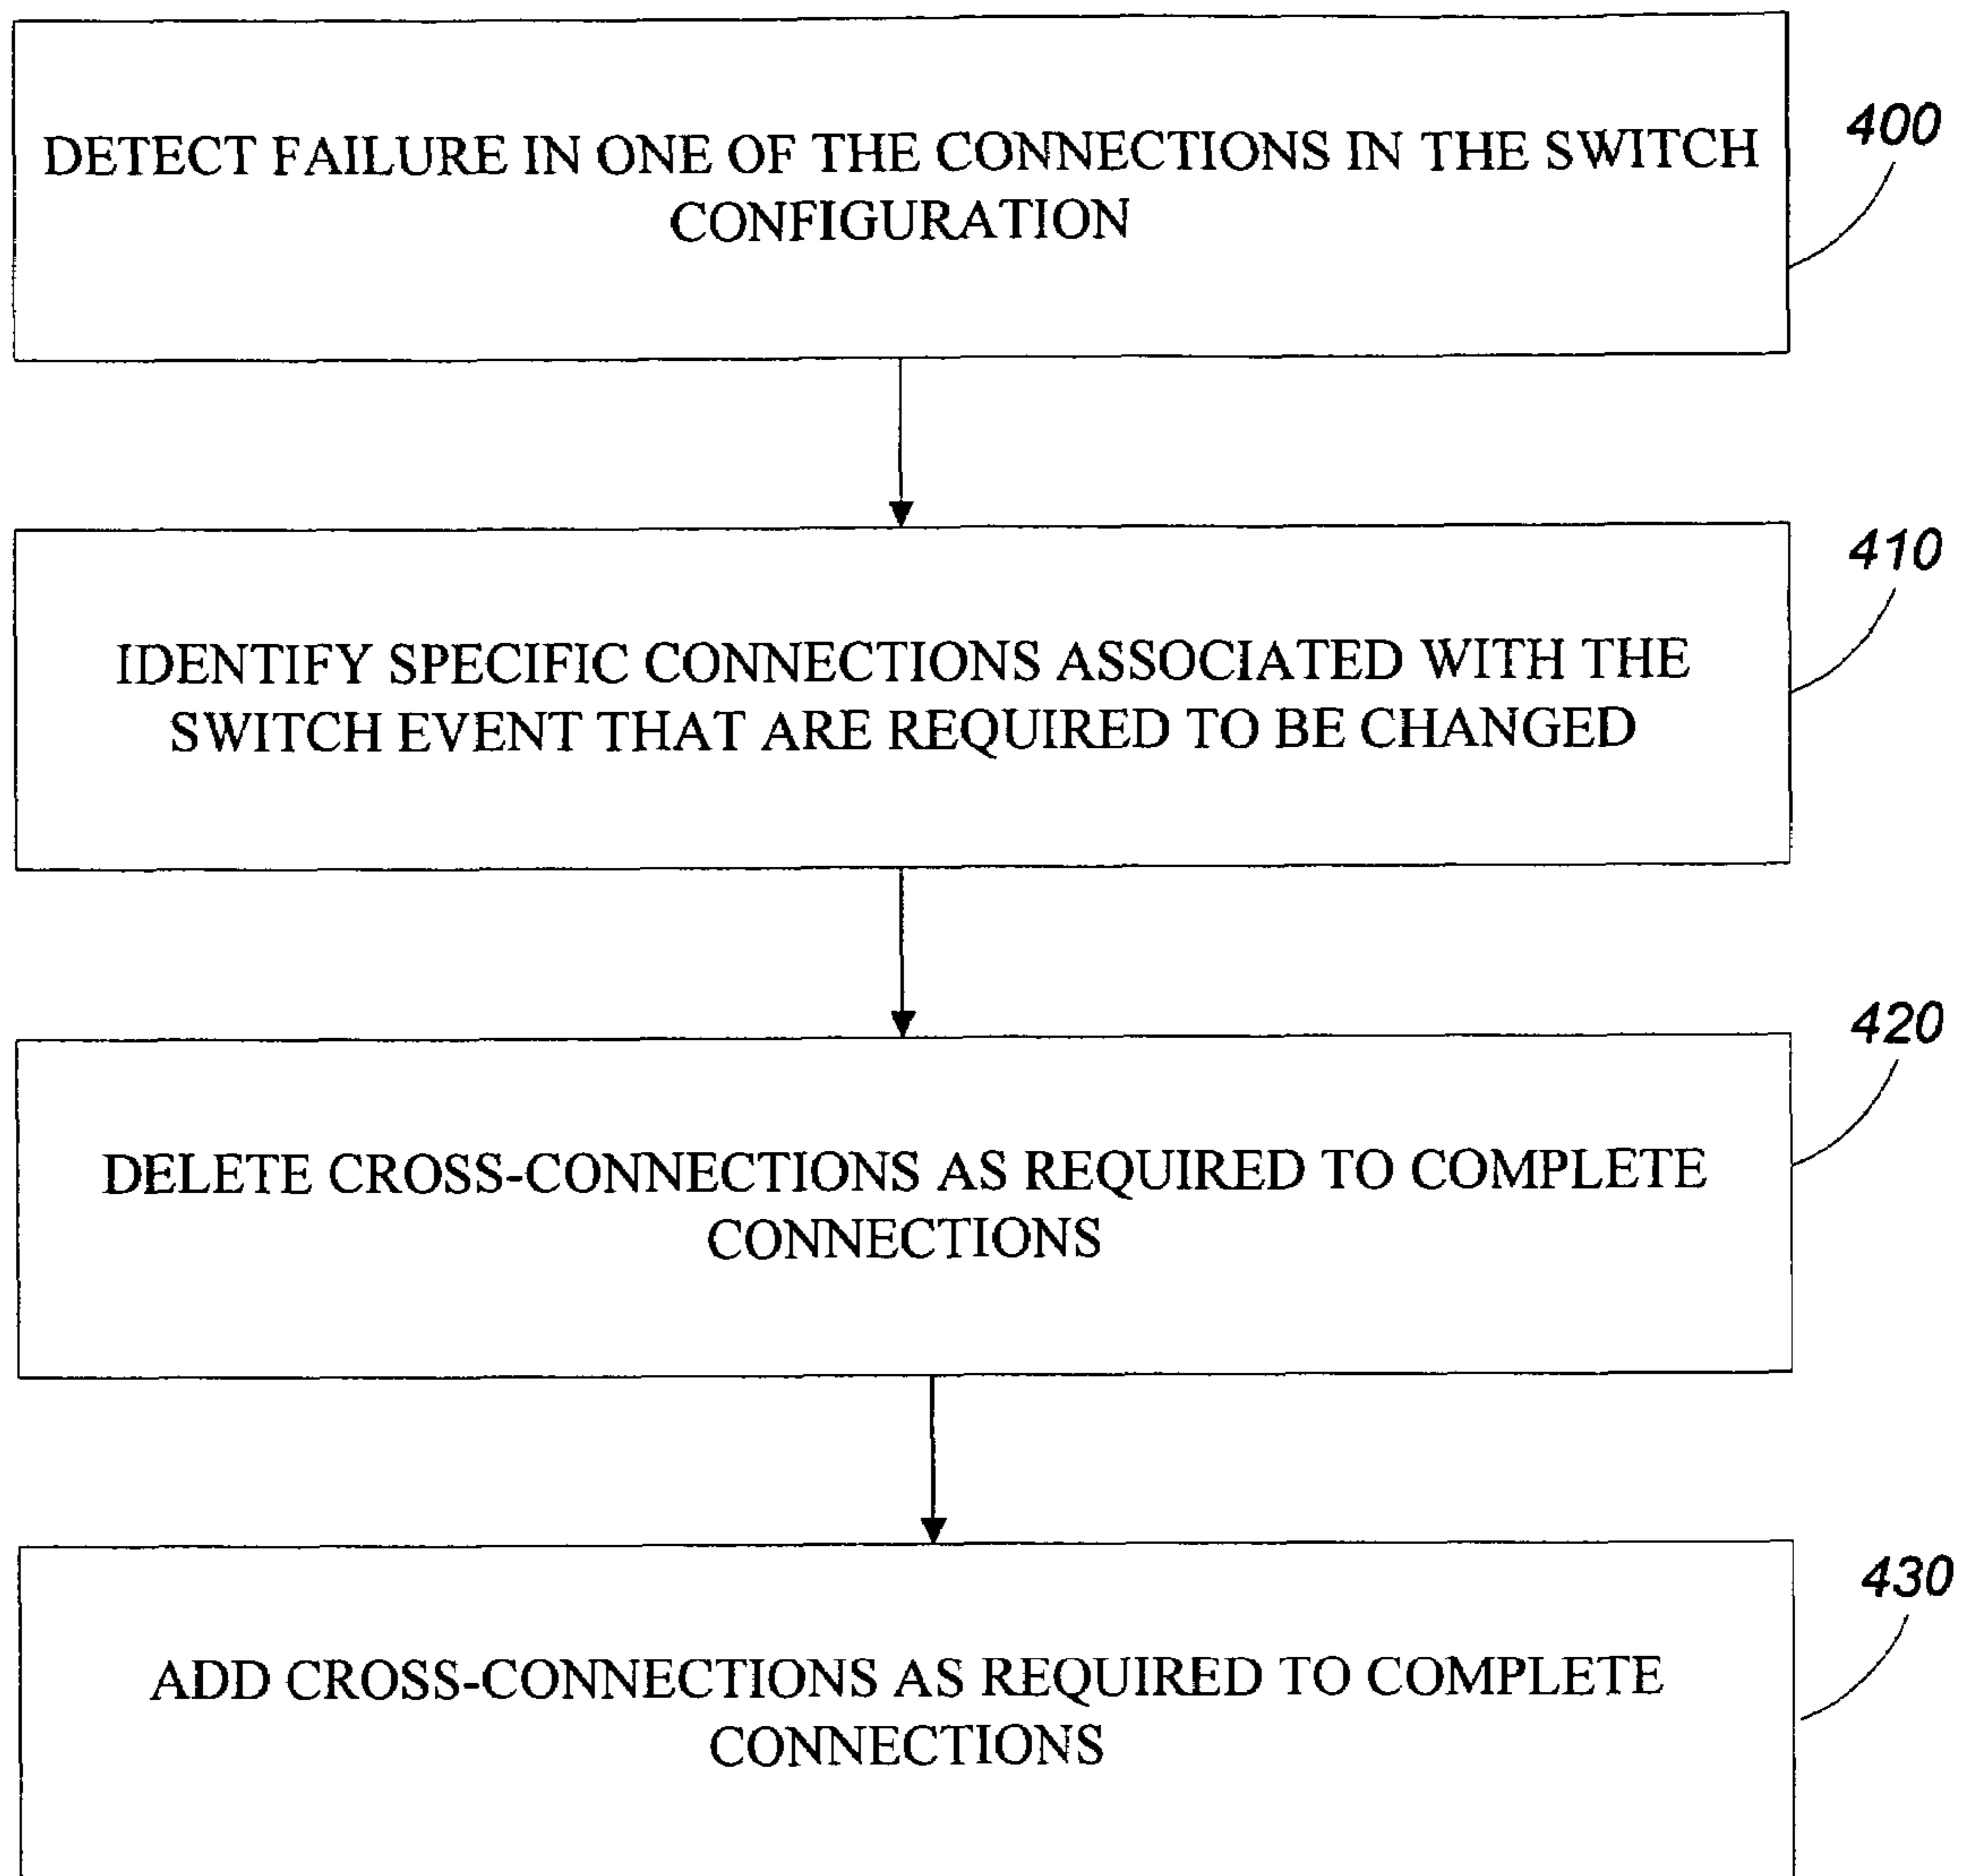 DETECT FAILURE IN ONE OF THE CONNECTIONS IN THE SWITCH
CONFIGURATION
400
IDENTIFY SPECIFIC CONNECTIONS ASSOCIATED WITH THE
SWITCH EVENT THAT ARE REQUIRED TO BE CHANGED
410
DELETE CROSS-CONNECTIONS AS REQUIRED TO COMPLETE
CONNECTIONS
420
ADD CROSS-CONNECTIONS AS REQUIRED TO COMPLETE
CONNECTIONS
430